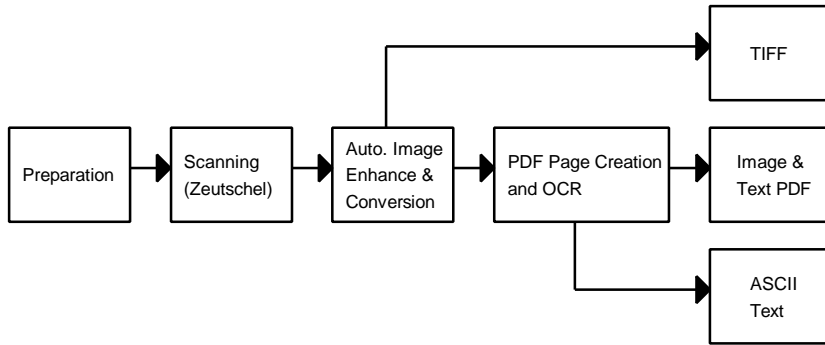 TIFF
Preparation
Scanning
(Zeutschel)
Auto. Image
Enhance &
Conversion
PDF Page Creation
and OCR
Image &
Text PDF
ASCII
Text